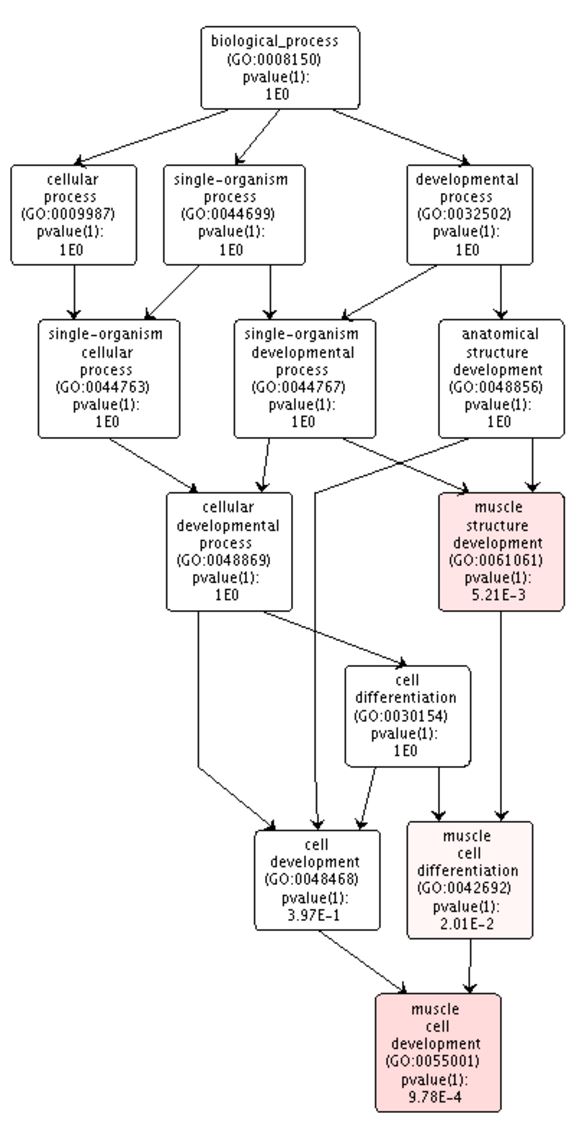 biological_process
(GO:0008150)
pvalue(1):
1E0
cellular
process
(GO:0009987)
pvalue(1):
1E0
single-organism
process
(GO:0044699)
pvalue(1):
1E0
developmental
process
(GO:0032502)
pvalue(1):
1E0
single-organism
cellular
process
(GO:0044763)
pvalue(1):
1E0
single-organism
developmental
process
(GO:0044767)
pvalue(1):
1E0
anatomical
structure
development
(GO:0048856)
pvalue(1):
1E0
cellular
developmental
process
(GO:0048869)
pvalue(1):
1E0
muscle
structure
development
(GO:0061061)
pvalue(1):
5.21E-3
cell
differentiation
(GO:0030154)
pvalue(1):
1E0
cell
development
(GO:0048468)
pvalue(1):
3.97E-1
muscle
cell
differentiation
(GO:0042692)
pvalue(1):
2.01E-2
muscle
cell
development
(GO:0055001)
pvalue(1):
9.78E-4